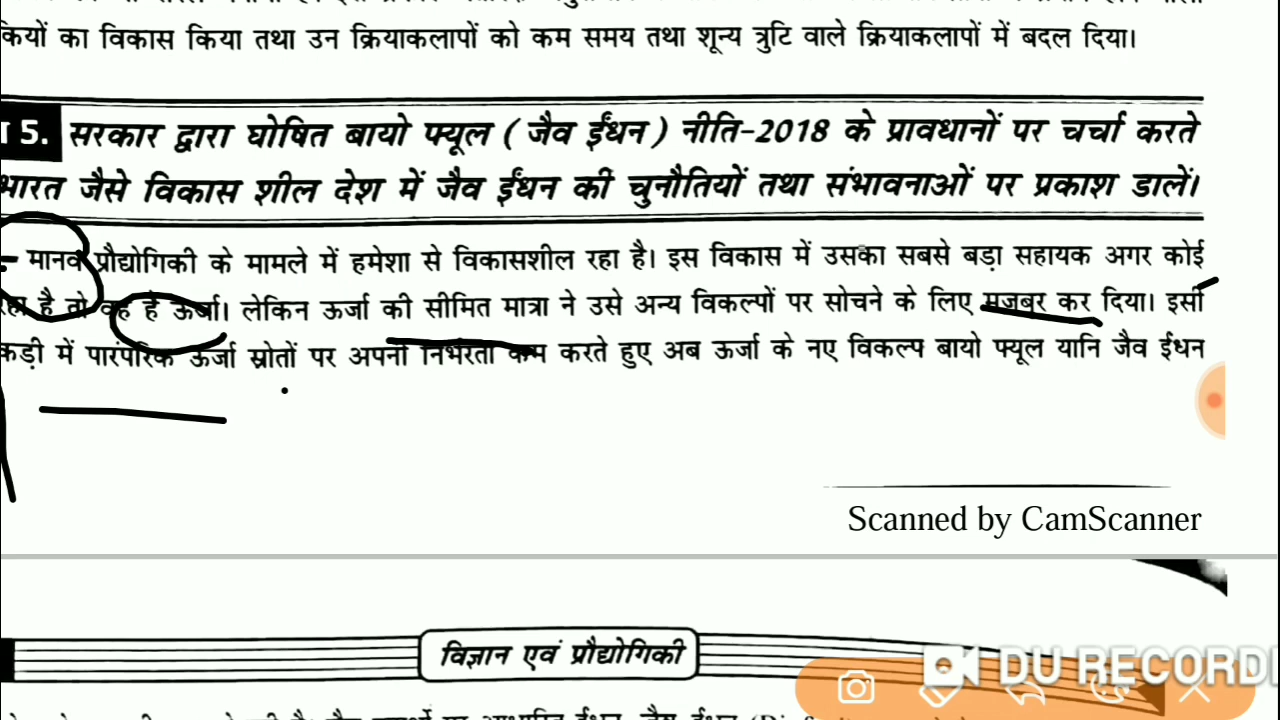 कियों का विकास किया तथा उन क्रियाकलापों को कम समय तथा शून्य त्रुटि वाले क्रियाकलापों में बदल दिया।
5. सरकार द्वारा घोषित बायो फ्यूल ( जैव ईंधन ) नीति-2018 के प्रावधानों पर चर्चा करते
भारत जैसे विकास शील देश में जैव ईंधन की चुनौतियों तथा संभावनाओं पर प्रकाश डालें।
– मानव प्रौद्योगिकी के मामले में हमेशा से विकासशील रहा है। इस विकास में उसका सबसे बड़ा सहायक अगर कोई
रहा है तो वह है ऊर्जा। लेकिन ऊर्जा की सीमित मात्रा ने उसे अन्य विकल्पों पर सोचने के लिए मजबूर कर दिया। इसी
कड़ी में पारंपरिक ऊर्जा स्रोतों पर अपनी निर्भरता कम करते हुए अब ऊर्जा के नए विकल्प बायो फ्यूल यानि जैव ईंधन
Scanned by CamScanner
विज्ञान एवं प्रौद्योगिकी
DU RECORD